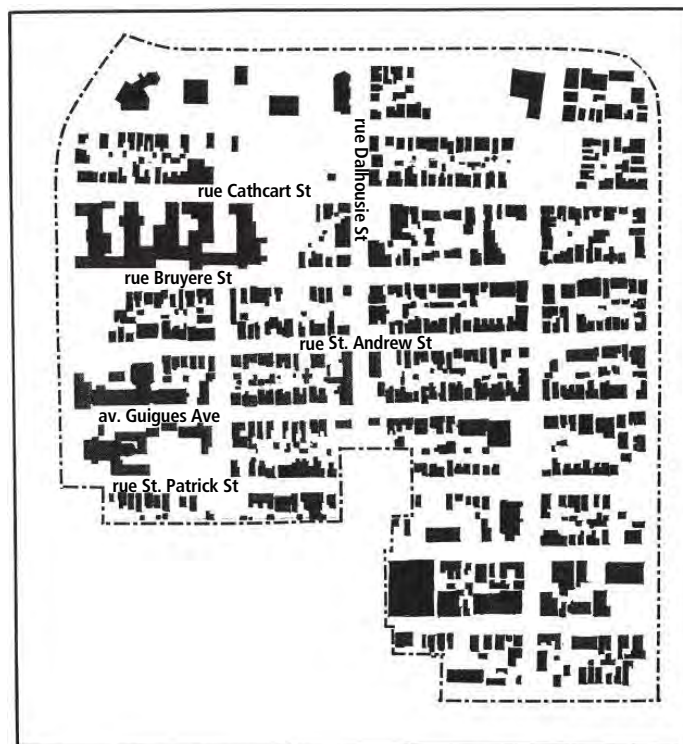 rue Dalhousie St
rue Cathcart St
rue Bruyere St
rue St. Andrew St
av. Guigues Ave
rue St. Patrick St